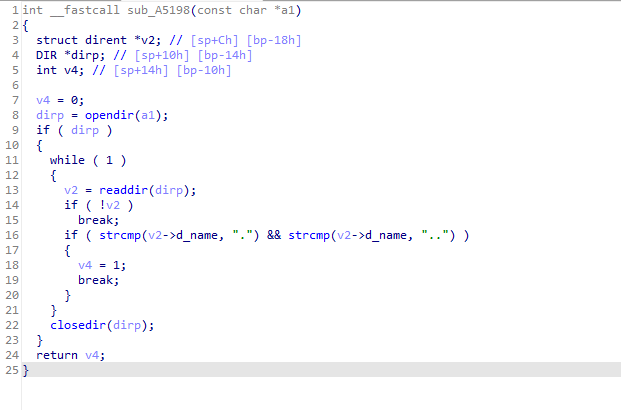 1 int __fastcall sub_A5198(const char *a1)
2 {
3 struct dirent *v2; // [sp+Ch] [bp-18h]
4 DIR *dirp; // [sp+10h] [bp-14h]
5 int v4; // [sp+14h] [bp-10h]
6
7 v4 = 0;
8 dirp = opendir(a1);
9 if ( dirp )
10 {
11 while ( 1 )
12 {
13 v2 = readdir(dirp);
14 if ( !v2 )
15 break;
16 if ( strcmp(v2->d_name, ".") && strcmp(v2->d_name, "..") )
17 {
18 v4 = 1;
19 break;
20 }
21 }
22 closedir(dirp);
23 }
24 return v4;
25 }